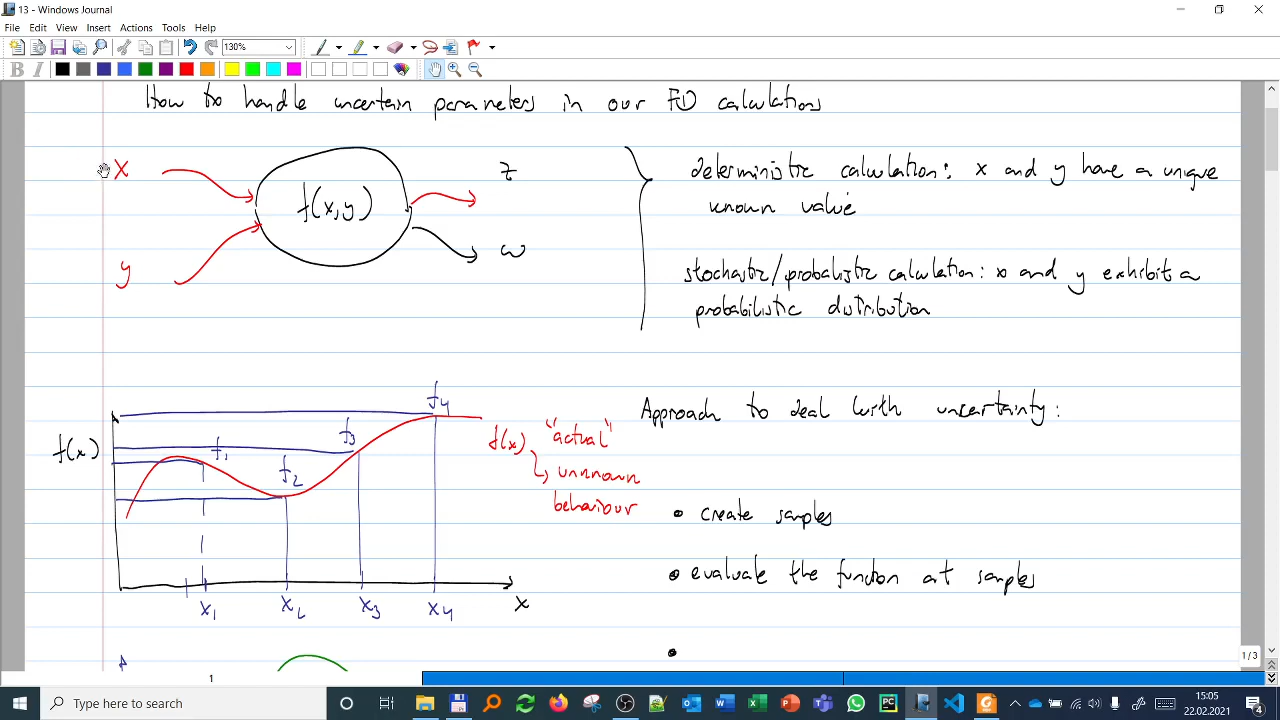 13 - Windows Journal
File Edit View Insert Actions Tools Help
130%
B I
How to handle uncertain parameters in our FD calculations
x
y
f(x,y)
z
w
deterministic calculation: x and y have a unique
known value
stochastic/probalistic calculation: x and y exhibit a
probabilistic distribution
f(x)
f1
f2
f3
f4
f(x) "actual"
unknown
behaviour
x1 x2 x3 x4 x
Approach to deal with uncertainty:
• create samples
• evaluate the function at samples
•
1/3
1
Type here to search
15:05
22.02.2021